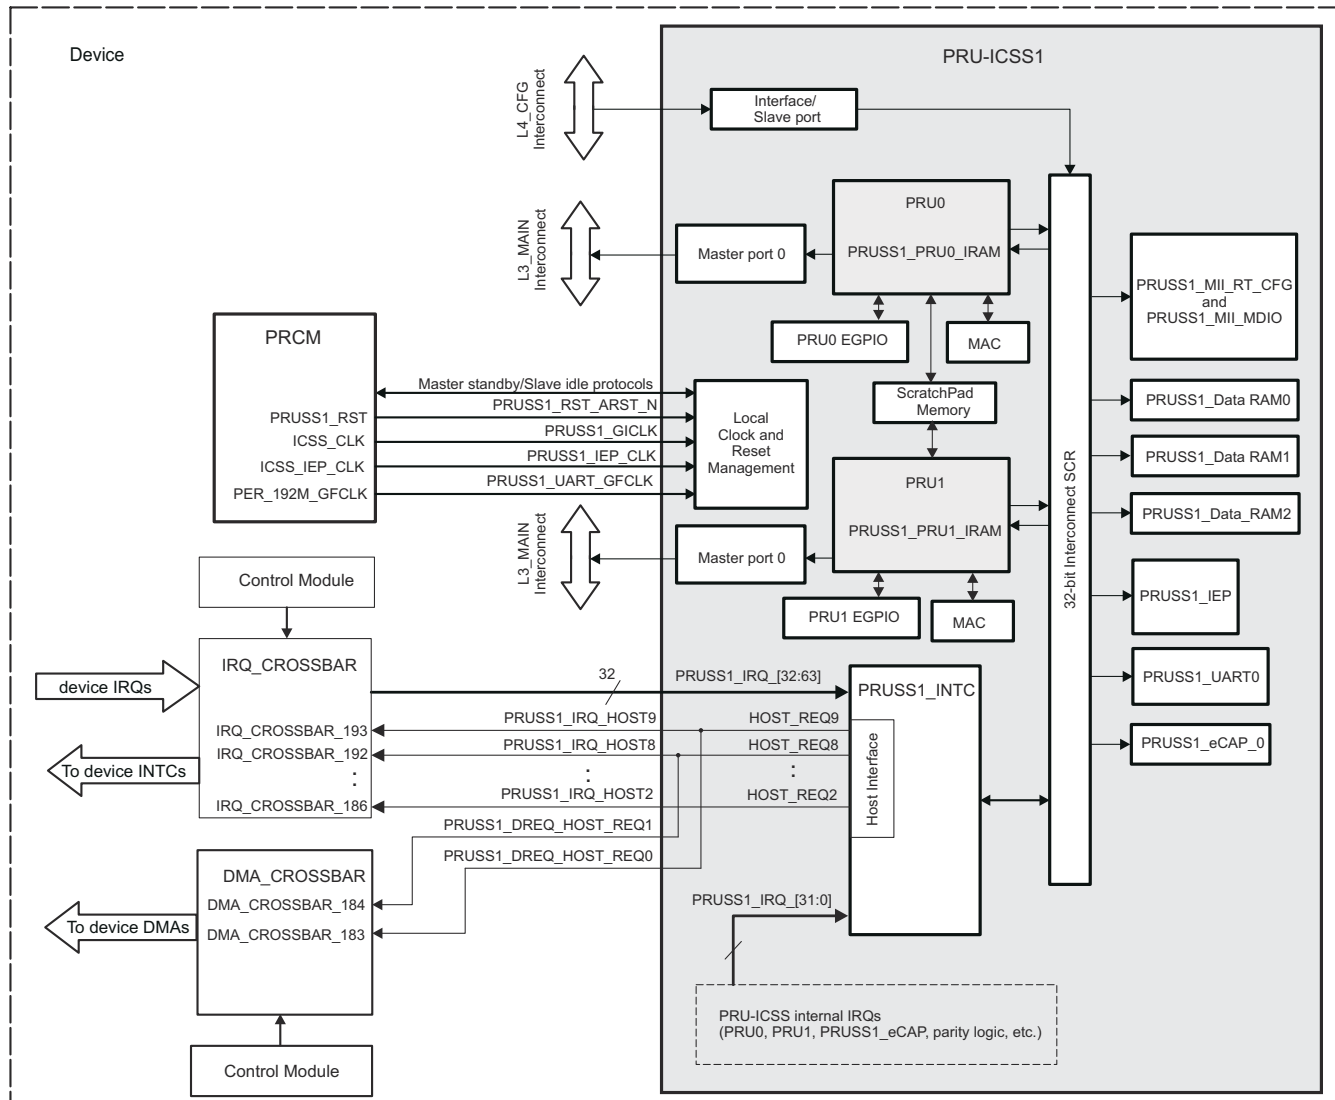 Device
PRU-ICSS1
L4_CFG
Interconnect
Interface/
Slave port
L3_MAIN
Interconnect
Master port 0
PRU0
PRUSS1_PRU0_IRAM
PRU0 EGPIO
MAC
PRUSS1_MII_RT_CFG
and
PRUSS1_MII_MDIO
PRCM
Master standby/Slave idle protocols
PRUSS1_RST
PRUSS1_RST_ARST_N
ICSS_CLK
PRUSS1_GICLK
ICSS_IEP_CLK
PRUSS1_IEP_CLK
PER_192M_GFCLK
PRUSS1_UART_GFCLK
Local
Clock and
Reset
Management
ScratchPad
Memory
PRUSS1_Data RAM0
PRUSS1_Data RAM1
PRUSS1_Data_RAM2
32-bit Interconnect SCR
PRU1
PRUSS1_PRU1_IRAM
L3_MAIN
Interconnect
Master port 0
PRU1 EGPIO
MAC
PRUSS1_IEP
PRUSS1_UART0
PRUSS1_eCAP_0
Control Module
IRQ_CROSSBAR
device IRQs
32
PRUSS1_IRQ_[32:63]
PRUSS1_INTC
IRQ_CROSSBAR_193
PRUSS1_IRQ_HOST9
HOST_REQ9
IRQ_CROSSBAR_192
PRUSS1_IRQ_HOST8
HOST_REQ8
To device INTCs
:
:
:
IRQ_CROSSBAR_186
PRUSS1_IRQ_HOST2
HOST_REQ2
Host Interface
PRUSS1_DREQ_HOST_REQ1
PRUSS1_DREQ_HOST_REQ0
DMA_CROSSBAR
DMA_CROSSBAR_184
DMA_CROSSBAR_183
To device DMAs
PRUSS1_IRQ_[31:0]
PRU-ICSS internal IRQs
(PRU0, PRU1, PRUSS1_eCAP, parity logic, etc.)
Control Module